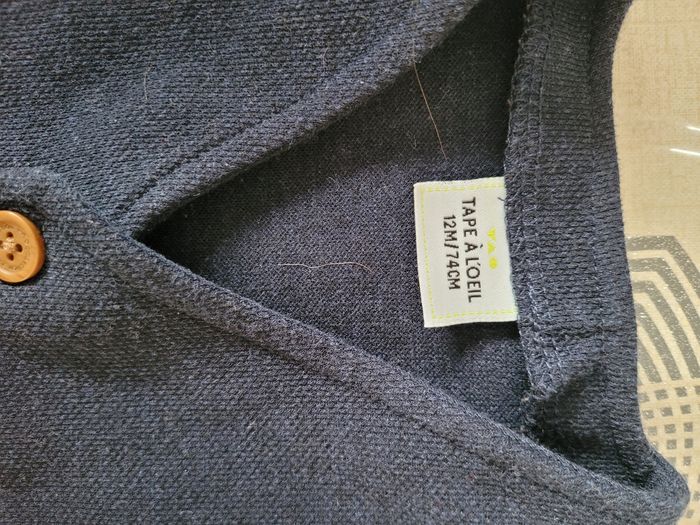 T.A.O
TAPE À L'OEIL
12M/74CM